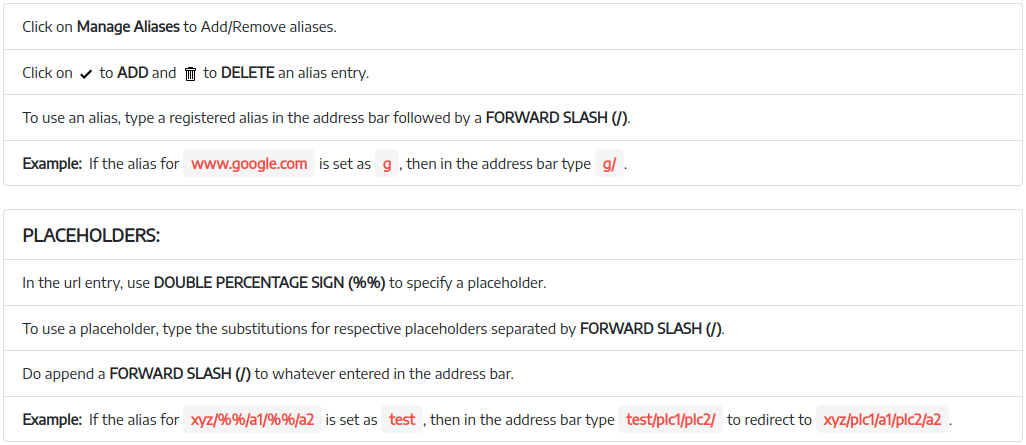 Click on Manage Aliases to Add/Remove aliases.
Click on to ADD and to DELETE an alias entry.
To use an alias, type a registered alias in the address bar followed by a FORWARD SLASH (/).
Example: If the alias for www.google.com is set as g , then in the address bar type g/ .
PLACEHOLDERS:
In the url entry, use DOUBLE PERCENTAGE SIGN (%%) to specify a placeholder.
To use a placeholder, type the substitutions for respective placeholders separated by FORWARD SLASH (/).
Do append a FORWARD SLASH (/) to whatever entered in the address bar.
Example: If the alias for xyz/%%/a1/%%/a2 is set as test , then in the address bar type test/plc1/plc2/ to redirect to xyz/plc1/a1/plc2/a2 .